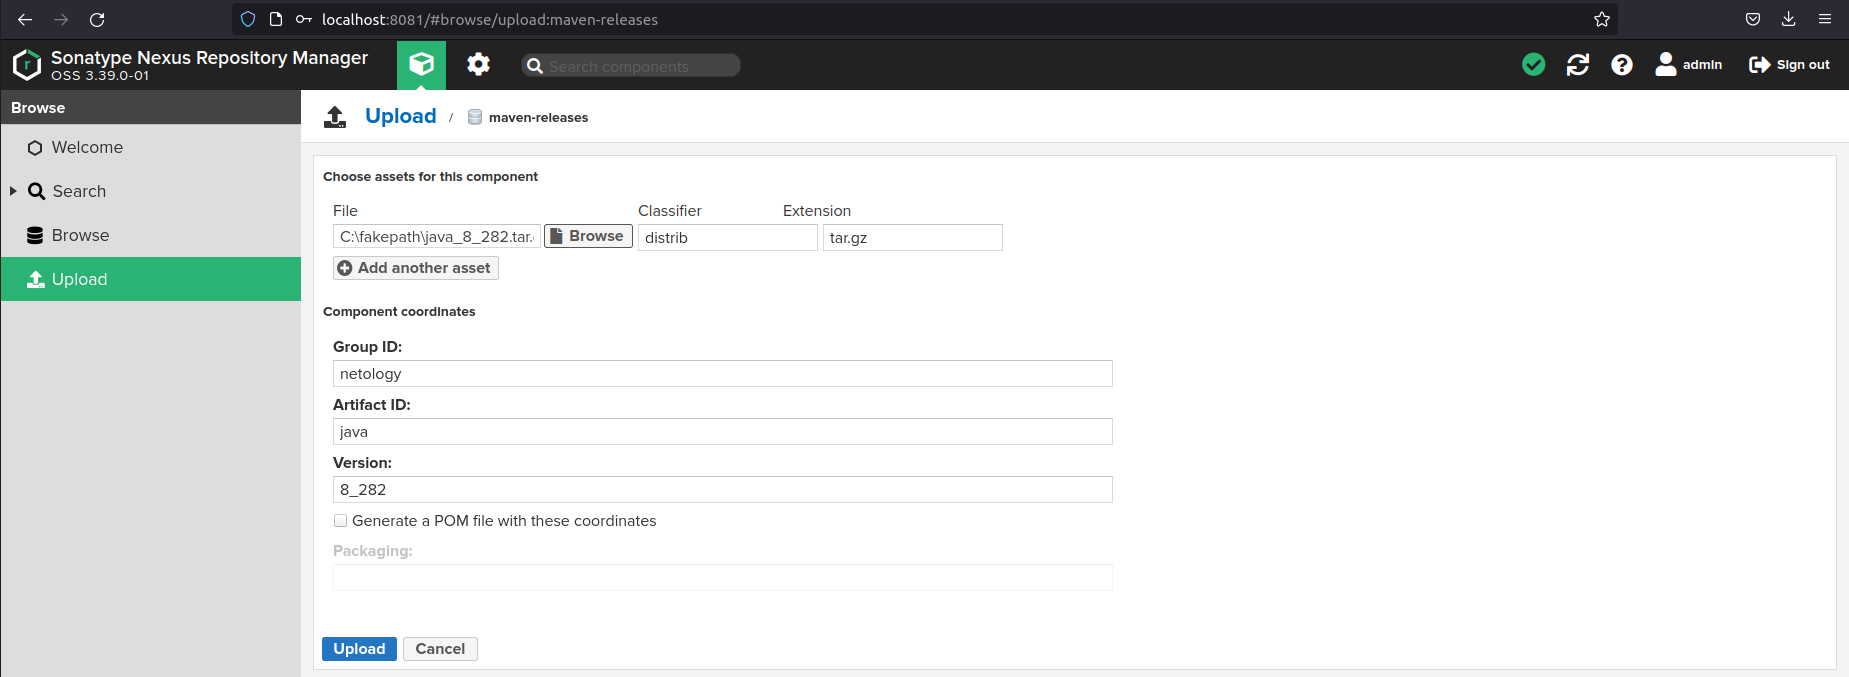 localhost:8081/#browse/upload:maven-releases
Sonatype Nexus Repository Manager
OSS 3.39.0-01
Search components
admin
Sign out
Browse
Welcome
Search
Browse
Upload
Upload / maven-releases
Choose assets for this component
File Classifier Extension
C:\fakepath\java_8_282.tar. Browse distrib tar.gz
Add another asset
Component coordinates
Group ID:
netology
Artifact ID:
java
Version:
8_282
Generate a POM file with these coordinates
Packaging:
Upload Cancel